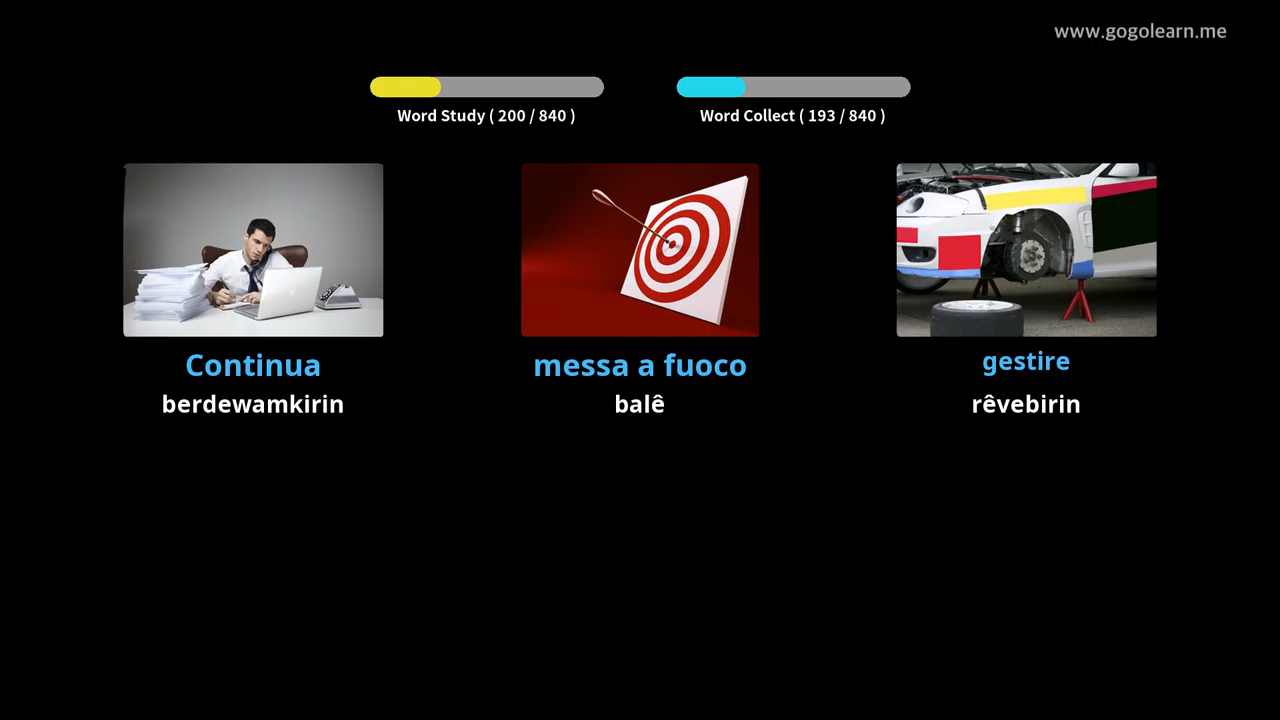 www.gogolearn.me
Word Study ( 200 / 840 )
Word Collect ( 193 / 840 )
Continua
berdewamkirin
messa a fuoco
balê
gestire
rêvebirin